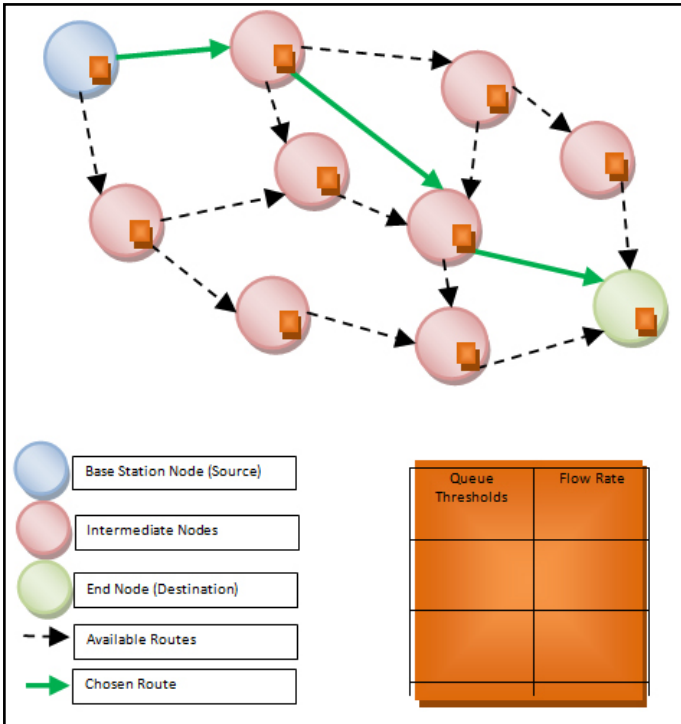 Base Station Node (Source)
Intermediate Nodes
End Node (Destination)
Available Routes
Chosen Route
Queue
Thresholds
Flow Rate